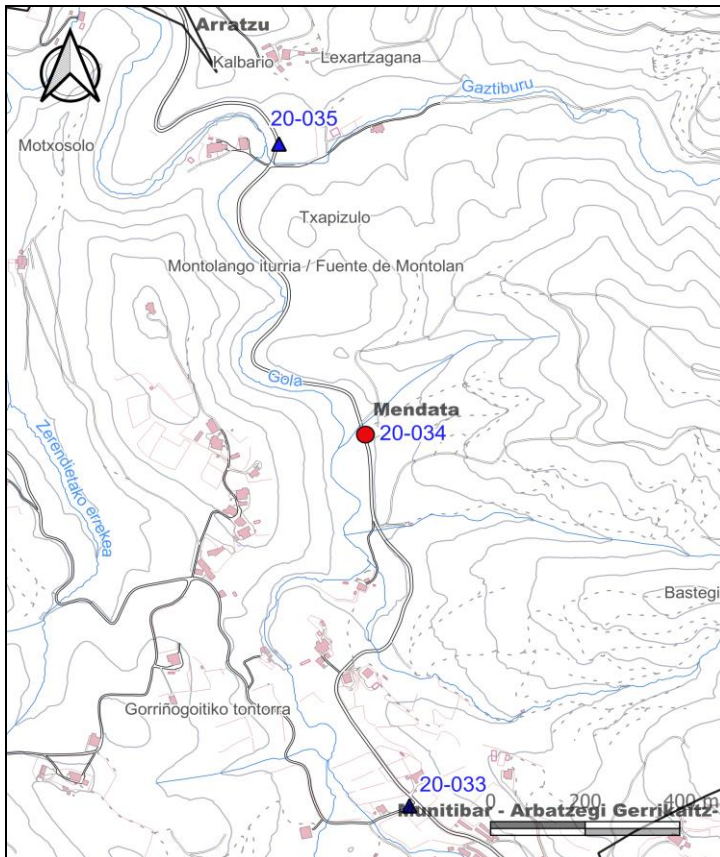 Arratzu
Kalbario
Lexartzagana
Gaztiburu
20-035
Motxosolo
Txapizulo
Montolango iturria / Fuente de Montolan
Gola
Mendata
20-034
Zerendietako errekea
Bastegi
Gorriñogoitiko tontorra
20-033
0 200 400 m
Munitibar - Arbatzegi Gerrikaitz-